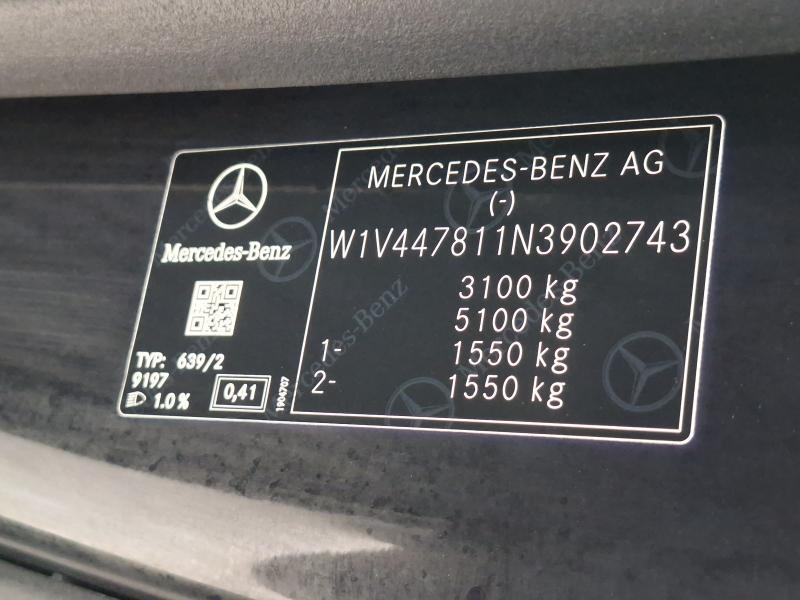 Mercedes-Benz
TYP: 639/2
9197
1.0 %
0,41
1904707
MERCEDES-BENZ AG
(-)
W1V447811N3902743
3100 kg
5100 kg
1- 1550 kg
2- 1550 kg